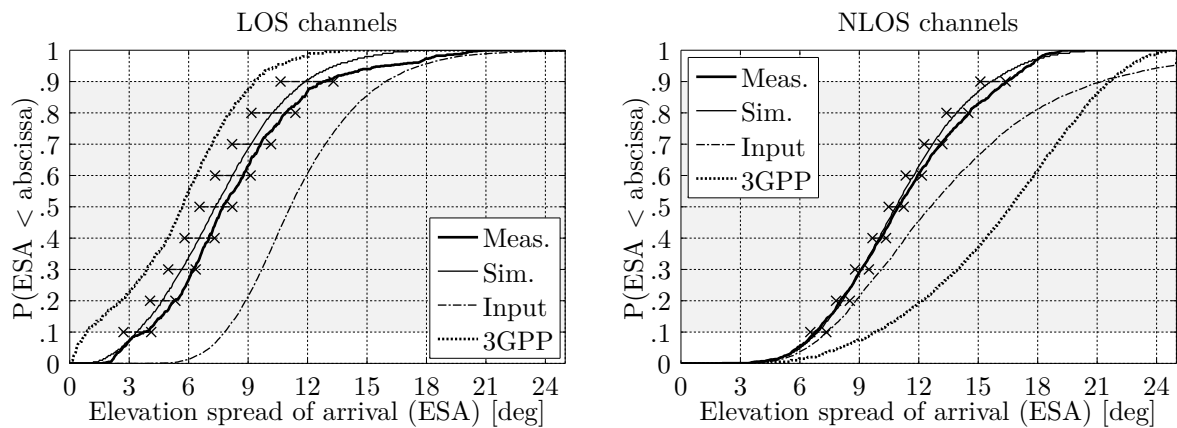 LOS channels
P(ESA < abscissa)
1
.9
.8
.7
.6
.5
.4
.3
.2
.1
0
Meas.
Sim.
Input
3GPP
0 3 6 9 12 15 18 21 24
Elevation spread of arrival (ESA) [deg]
NLOS channels
P(ESA < abscissa)
1
.9
.8
.7
.6
.5
.4
.3
.2
.1
0
Meas.
Sim.
Input
3GPP
0 3 6 9 12 15 18 21 24
Elevation spread of arrival (ESA) [deg]